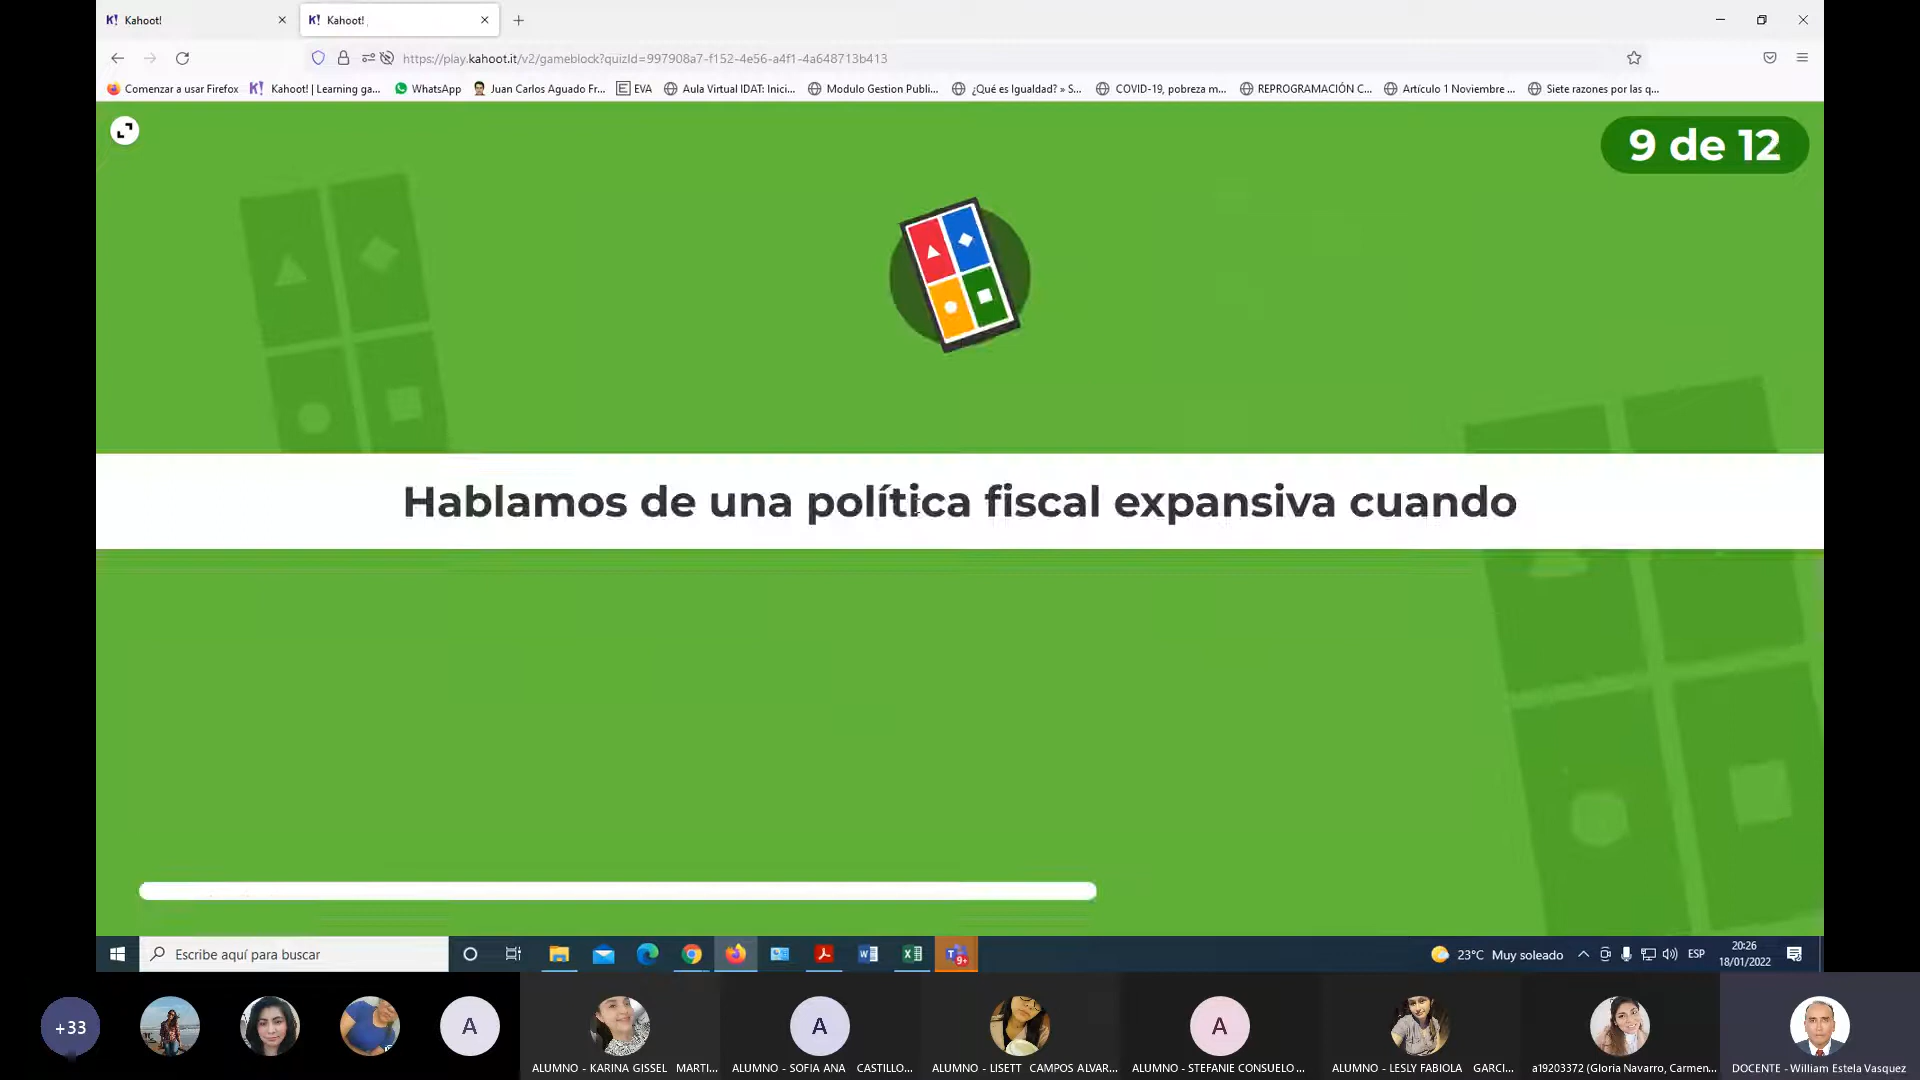 K! Kahoot!
K! Kahoot!
https://play.kahoot.it/v2/gameblock?quizId=997908a7-f152-4e56-a4f1-4a648713b413
Comenzar a usar Firefox
K! Kahoot! | Learning ga...
WhatsApp
Juan Carlos Aguado Fr...
EVA
Aula Virtual IDAT: Inici...
Modulo Gestion Publi...
¿Qué es Igualdad? » S...
COVID-19, pobreza m...
REPROGRAMACIÓN C...
Artículo 1 Noviembre ...
Siete razones por las q...
9 de 12
Hablamos de una política fiscal expansiva cuando
Escribe aquí para buscar
9+
23°C Muy soleado
ESP
20:26
18/01/2022
+33
A
A
A
ALUMNO - KARINA GISSEL MARTI...
ALUMNO - SOFIA ANA CASTILLO...
ALUMNO - LISETT CAMPOS ALVAR...
ALUMNO - STEFANIE CONSUELO ...
ALUMNO - LESLY FABIOLA GARCI...
a19203372 (Gloria Navarro, Carmen...
DOCENTE - William Estela Vasquez